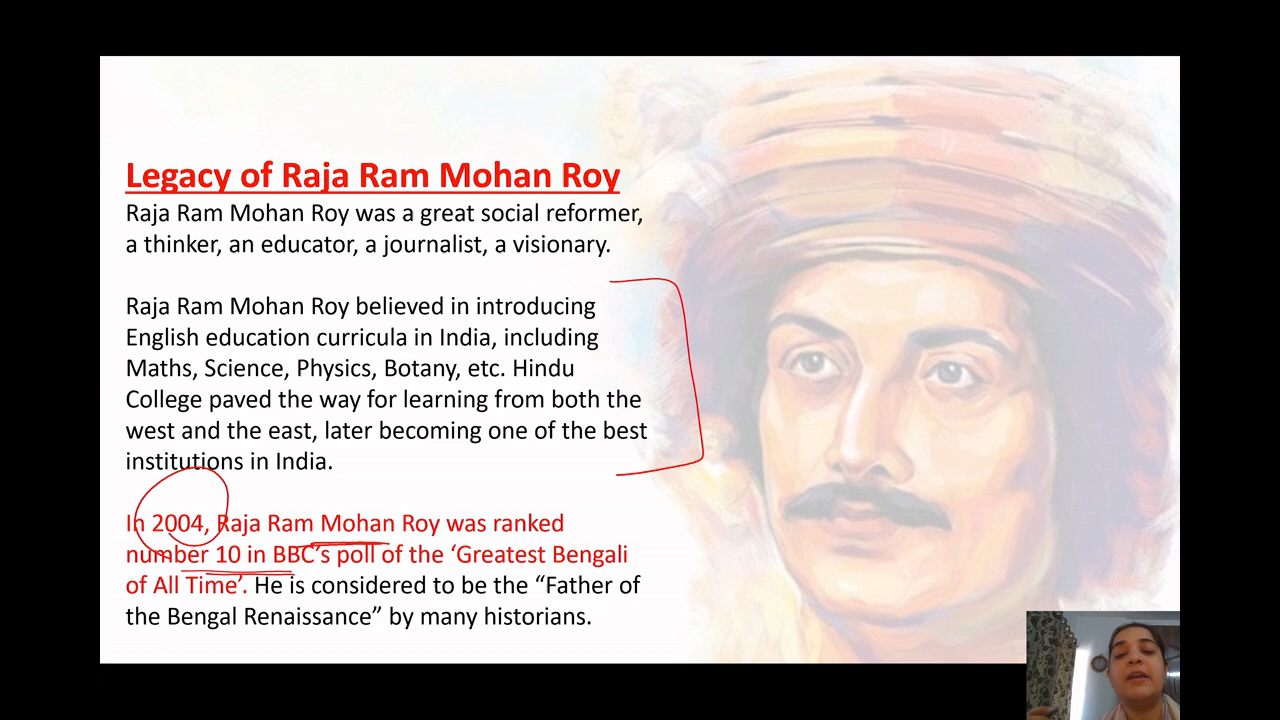 Legacy of Raja Ram Mohan Roy
Raja Ram Mohan Roy was a great social reformer,
a thinker, an educator, a journalist, a visionary.
Raja Ram Mohan Roy believed in introducing
English education curricula in India, including
Maths, Science, Physics, Botany, etc. Hindu
College paved the way for learning from both the
west and the east, later becoming one of the best
institutions in India.
In 2004, Raja Ram Mohan Roy was ranked
number 10 in BBC’s poll of the ‘Greatest Bengali
of All Time’. He is considered to be the “Father of
the Bengal Renaissance” by many historians.